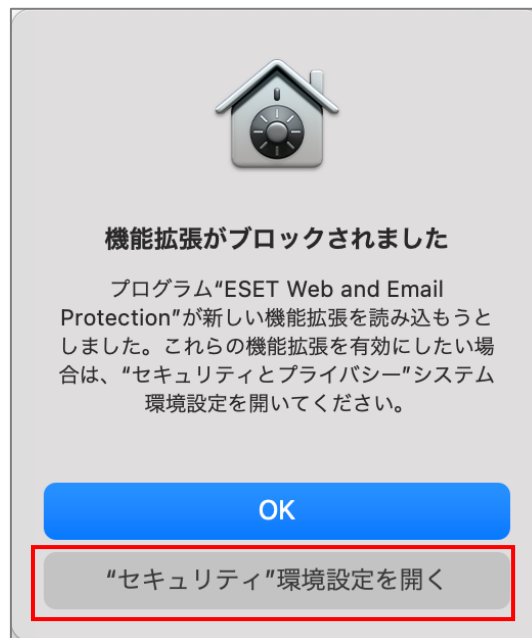 機能拡張がブロックされました
プログラム“ESET Web and Email
Protection”が新しい機能拡張を読み込もうと
しました。これらの機能拡張を有効にしたい場
合は、“セキュリティとプライバシー”システム
環境設定を開いてください。
OK
“セキュリティ”環境設定を開く